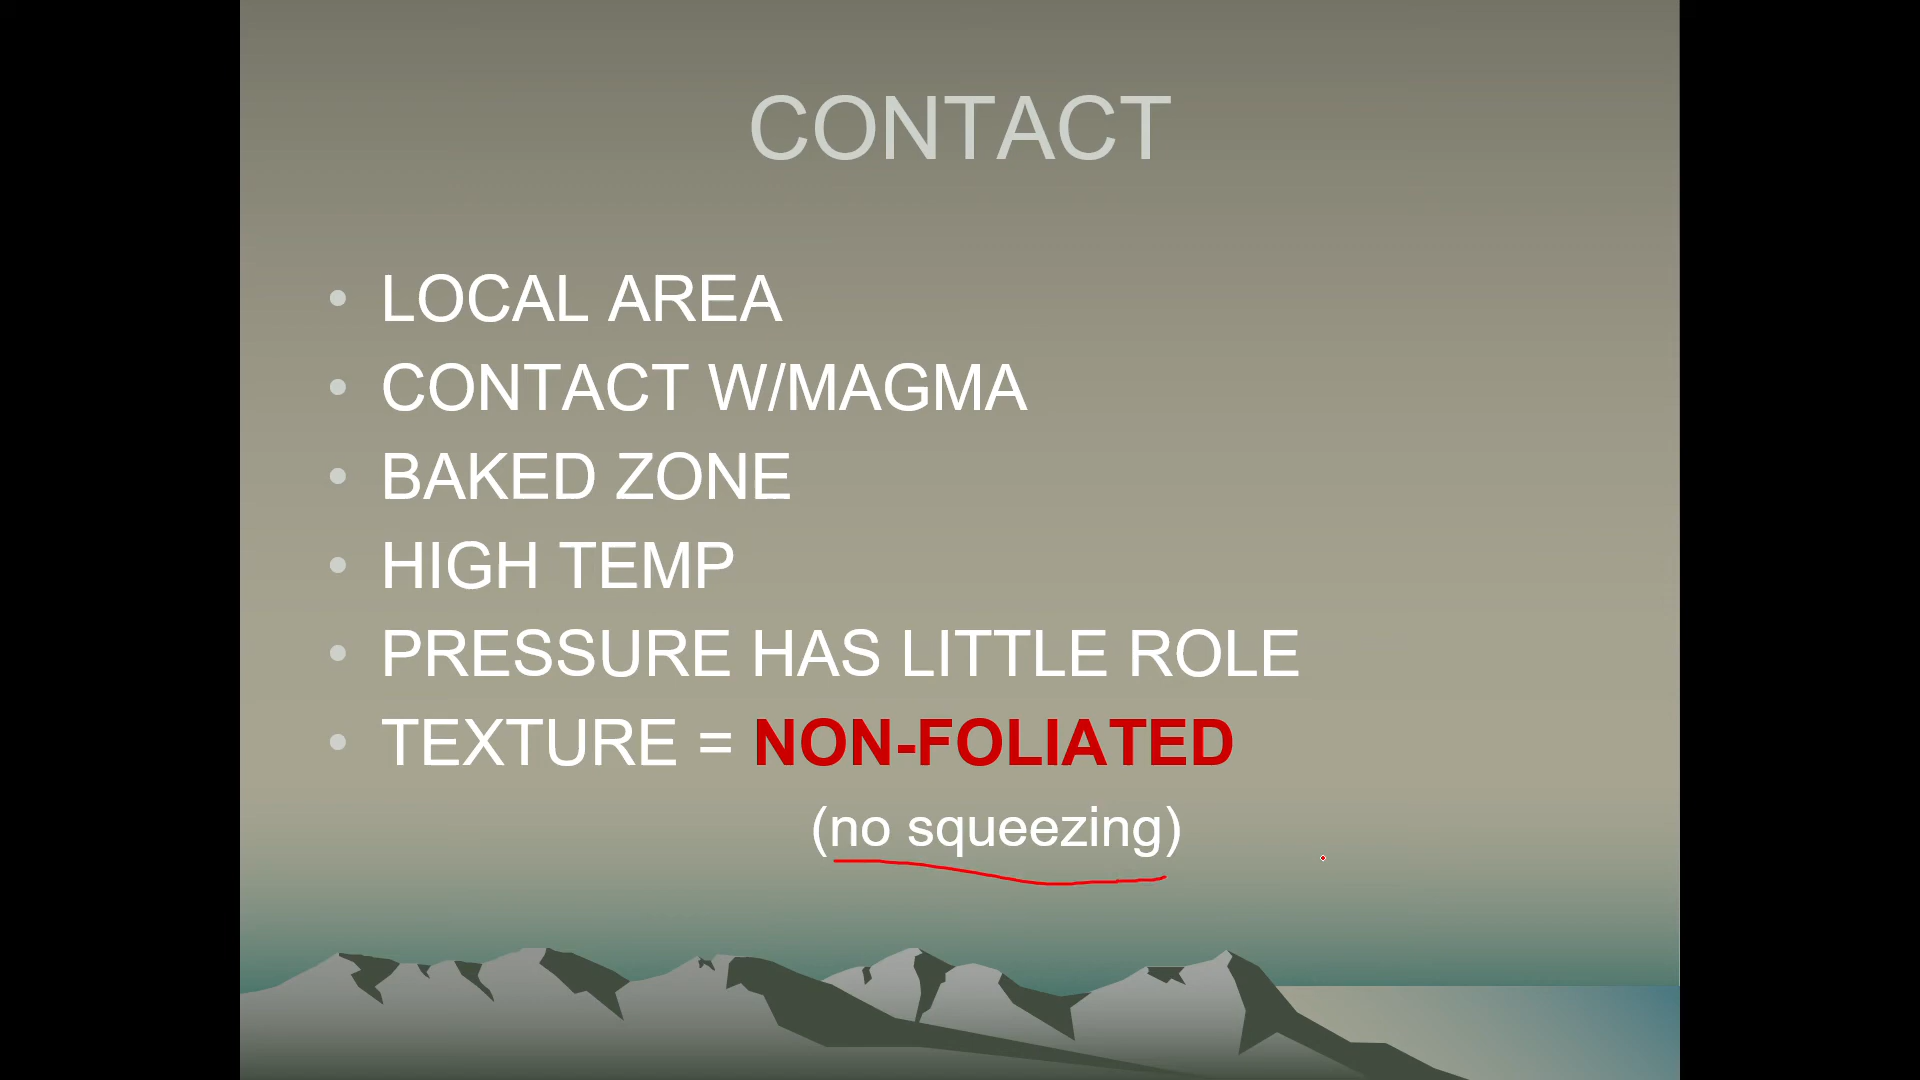 CONTACT
• LOCAL AREA
• CONTACT W/MAGMA
• BAKED ZONE
• HIGH TEMP
• PRESSURE HAS LITTLE ROLE
• TEXTURE = NON-FOLIATED
(no squeezing)